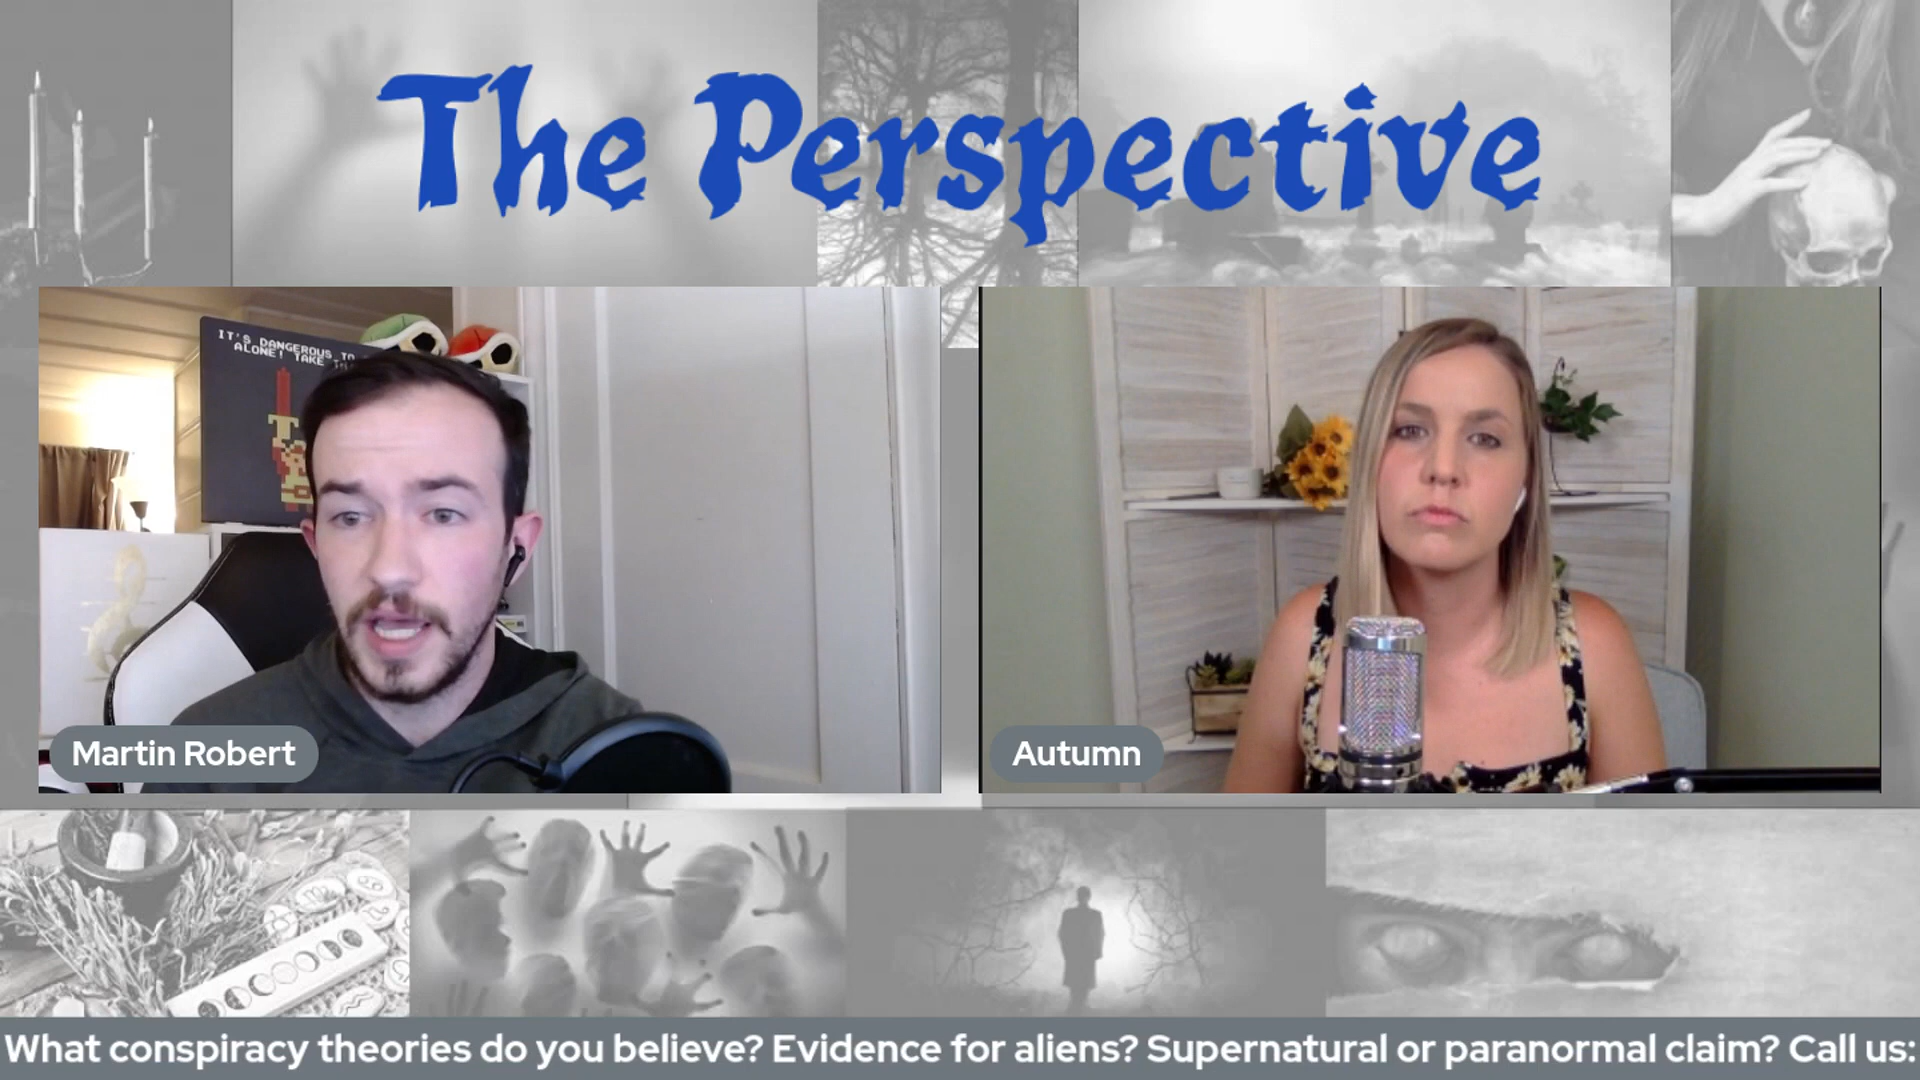 The Perspective
IT'S DANGEROUS TO
ALONE! TAKE
Martin Robert
Autumn
What conspiracy theories do you believe? Evidence for aliens? Supernatural or paranormal claim? Call us: